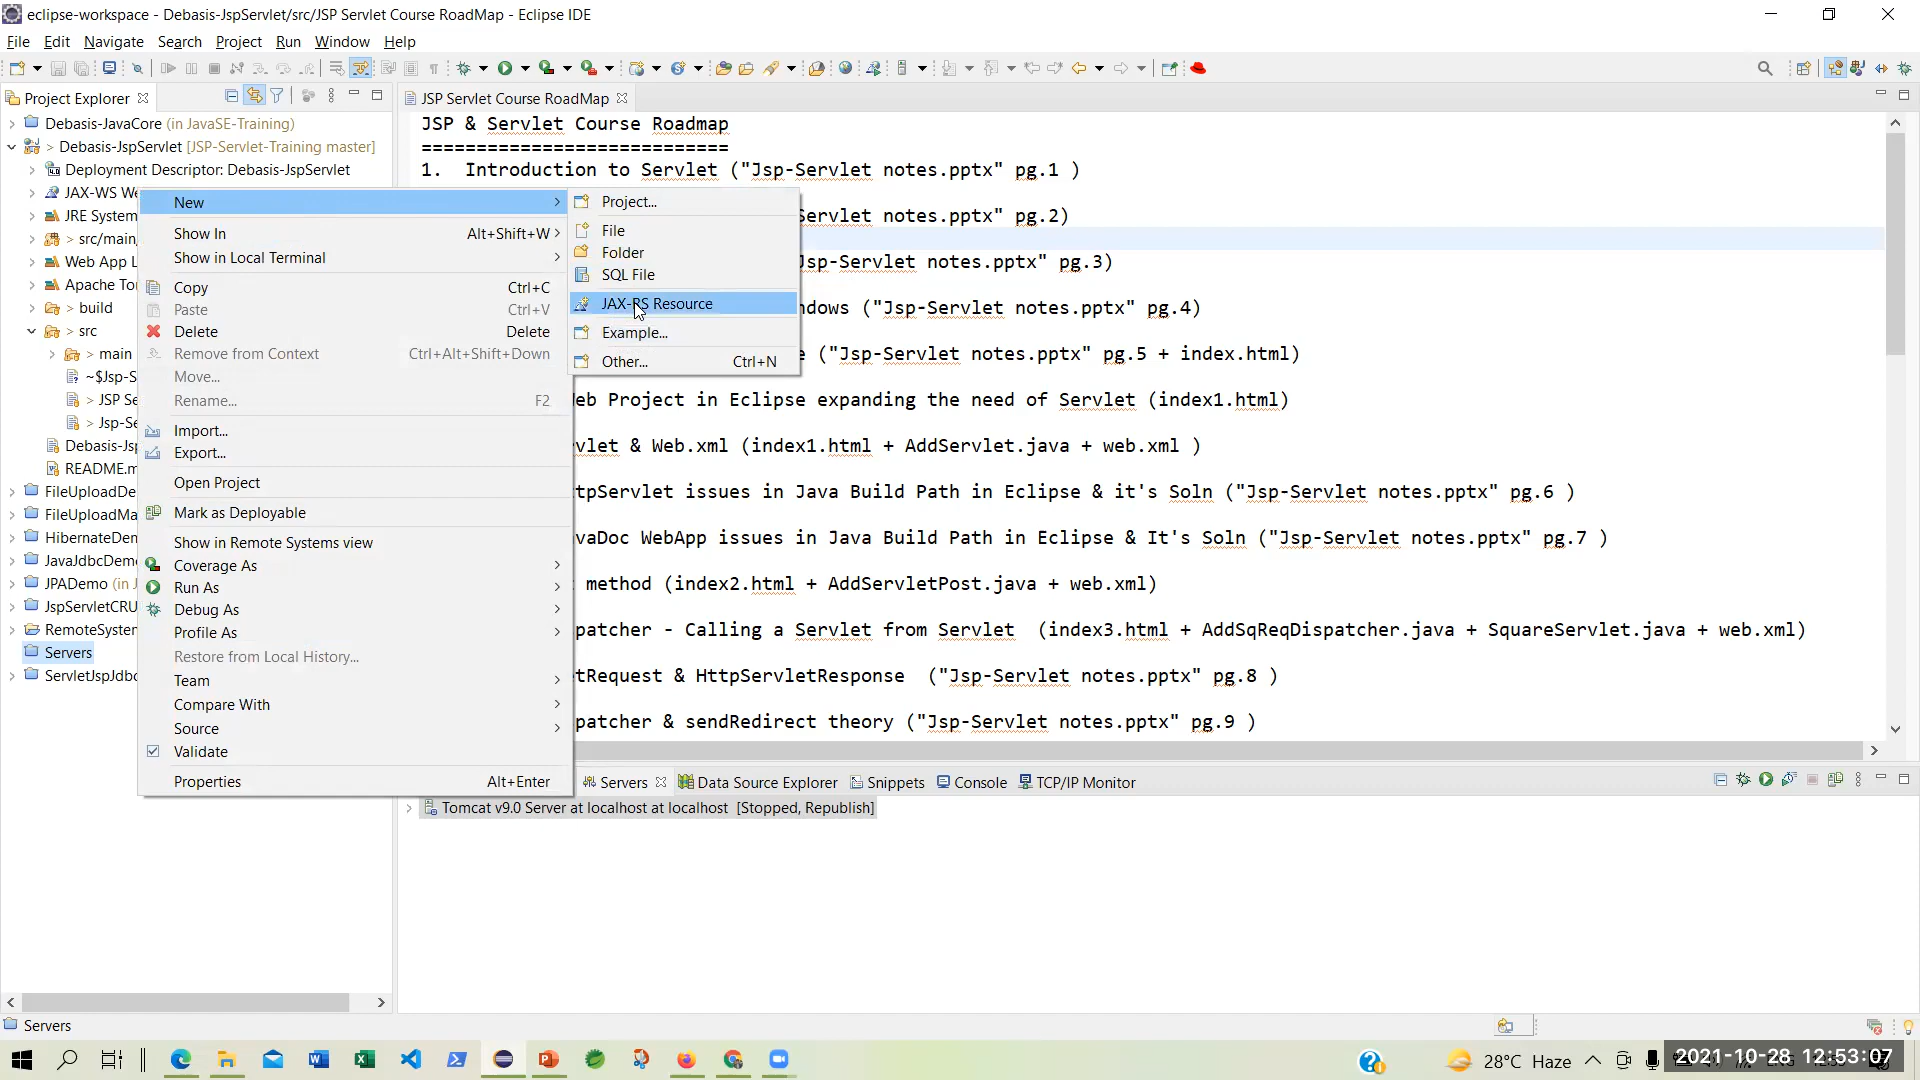 eclipse-workspace - Debasis-JspServlet/src/JSP Servlet Course RoadMap - Eclipse IDE
File Edit Navigate Search Project Run Window Help
Project Explorer
Debasis-JavaCore (in JavaSE-Training)
> Debasis-JspServlet [JSP-Servlet-Training master]
Deployment Descriptor: Debasis-JspServlet
JAX-WS We
JRE System
> src/main,
Web App L
Apache To
> build
> src
> main
~$Jsp-S
> JSP Se
> Jsp-Se
Debasis-Jsp
README.m
FileUploadDe
FileUploadMa
HibernateDem
JavaJdbcDemo
JPADemo (in J
JspServletCRU
RemoteSystem
Servers
ServletJspJdbc
New
Show In Alt+Shift+W
Show in Local Terminal
Copy Ctrl+C
Paste Ctrl+V
Delete Delete
Remove from Context Ctrl+Alt+Shift+Down
Move...
Rename... F2
Import...
Export...
Open Project
Mark as Deployable
Show in Remote Systems view
Coverage As
Run As
Debug As
Profile As
Restore from Local History...
Team
Compare With
Source
Validate
Properties Alt+Enter
Project...
File
Folder
SQL File
JAX-RS Resource
Example...
Other... Ctrl+N
JSP Servlet Course RoadMap
JSP & Servlet Course Roadmap
============================
1. Introduction to Servlet ("Jsp-Servlet notes.pptx" pg.1 )
Servlet notes.pptx" pg.2)
Jsp-Servlet notes.pptx" pg.3)
ndows ("Jsp-Servlet notes.pptx" pg.4)
e ("Jsp-Servlet notes.pptx" pg.5 + index.html)
eb Project in Eclipse expanding the need of Servlet (index1.html)
vlet & Web.xml (index1.html + AddServlet.java + web.xml )
tpServlet issues in Java Build Path in Eclipse & it's Soln ("Jsp-Servlet notes.pptx" pg.6 )
vaDoc WebApp issues in Java Build Path in Eclipse & It's Soln ("Jsp-Servlet notes.pptx" pg.7 )
t method (index2.html + AddServletPost.java + web.xml)
patcher - Calling a Servlet from Servlet (index3.html + AddSqReqDispatcher.java + SquareServlet.java + web.xml)
tRequest & HttpServletResponse ("Jsp-Servlet notes.pptx" pg.8 )
patcher & sendRedirect theory ("Jsp-Servlet notes.pptx" pg.9 )
Servers Data Source Explorer Snippets Console TCP/IP Monitor
Tomcat v9.0 Server at localhost at localhost [Stopped, Republish]
Servers
28°C Haze
2021-10-28 12:53:07